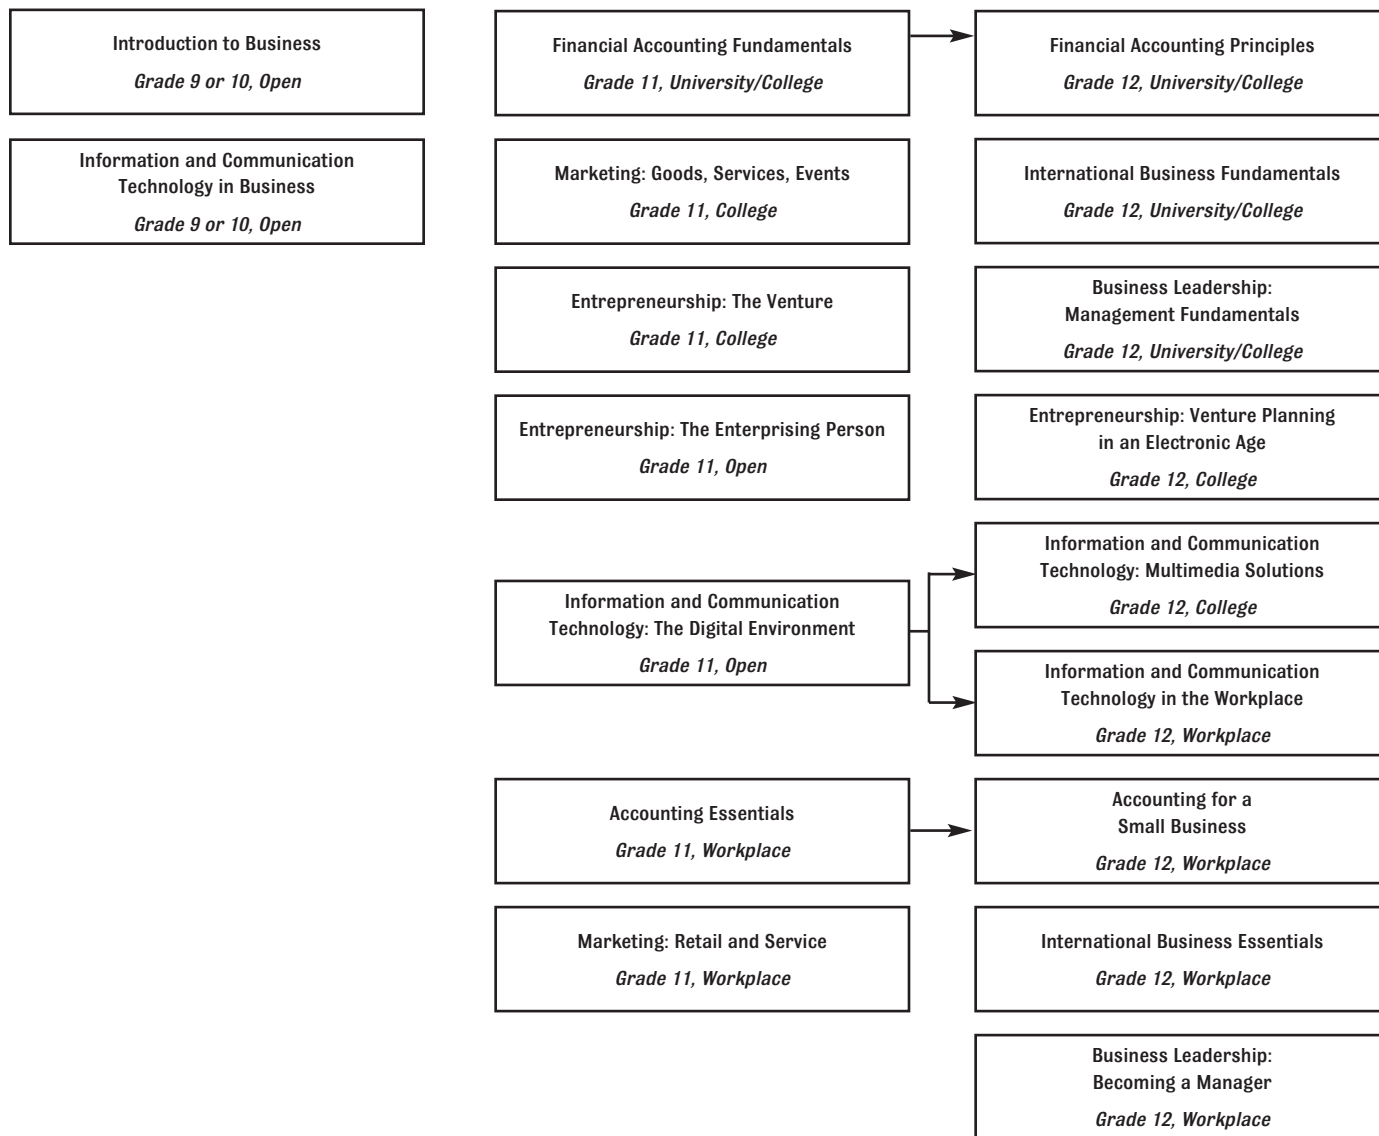 Introduction to Business
Grade 9 or 10, Open
Information and Communication
Technology in Business
Grade 9 or 10, Open
Financial Accounting Fundamentals
Grade 11, University/College
Marketing: Goods, Services, Events
Grade 11, College
Entrepreneurship: The Venture
Grade 11, College
Entrepreneurship: The Enterprising Person
Grade 11, Open
Information and Communication
Technology: The Digital Environment
Grade 11, Open
Accounting Essentials
Grade 11, Workplace
Marketing: Retail and Service
Grade 11, Workplace
Financial Accounting Principles
Grade 12, University/College
International Business Fundamentals
Grade 12, University/College
Business Leadership:
Management Fundamentals
Grade 12, University/College
Entrepreneurship: Venture Planning
in an Electronic Age
Grade 12, College
Information and Communication
Technology: Multimedia Solutions
Grade 12, College
Information and Communication
Technology in the Workplace
Grade 12, Workplace
Accounting for a
Small Business
Grade 12, Workplace
International Business Essentials
Grade 12, Workplace
Business Leadership:
Becoming a Manager
Grade 12, Workplace